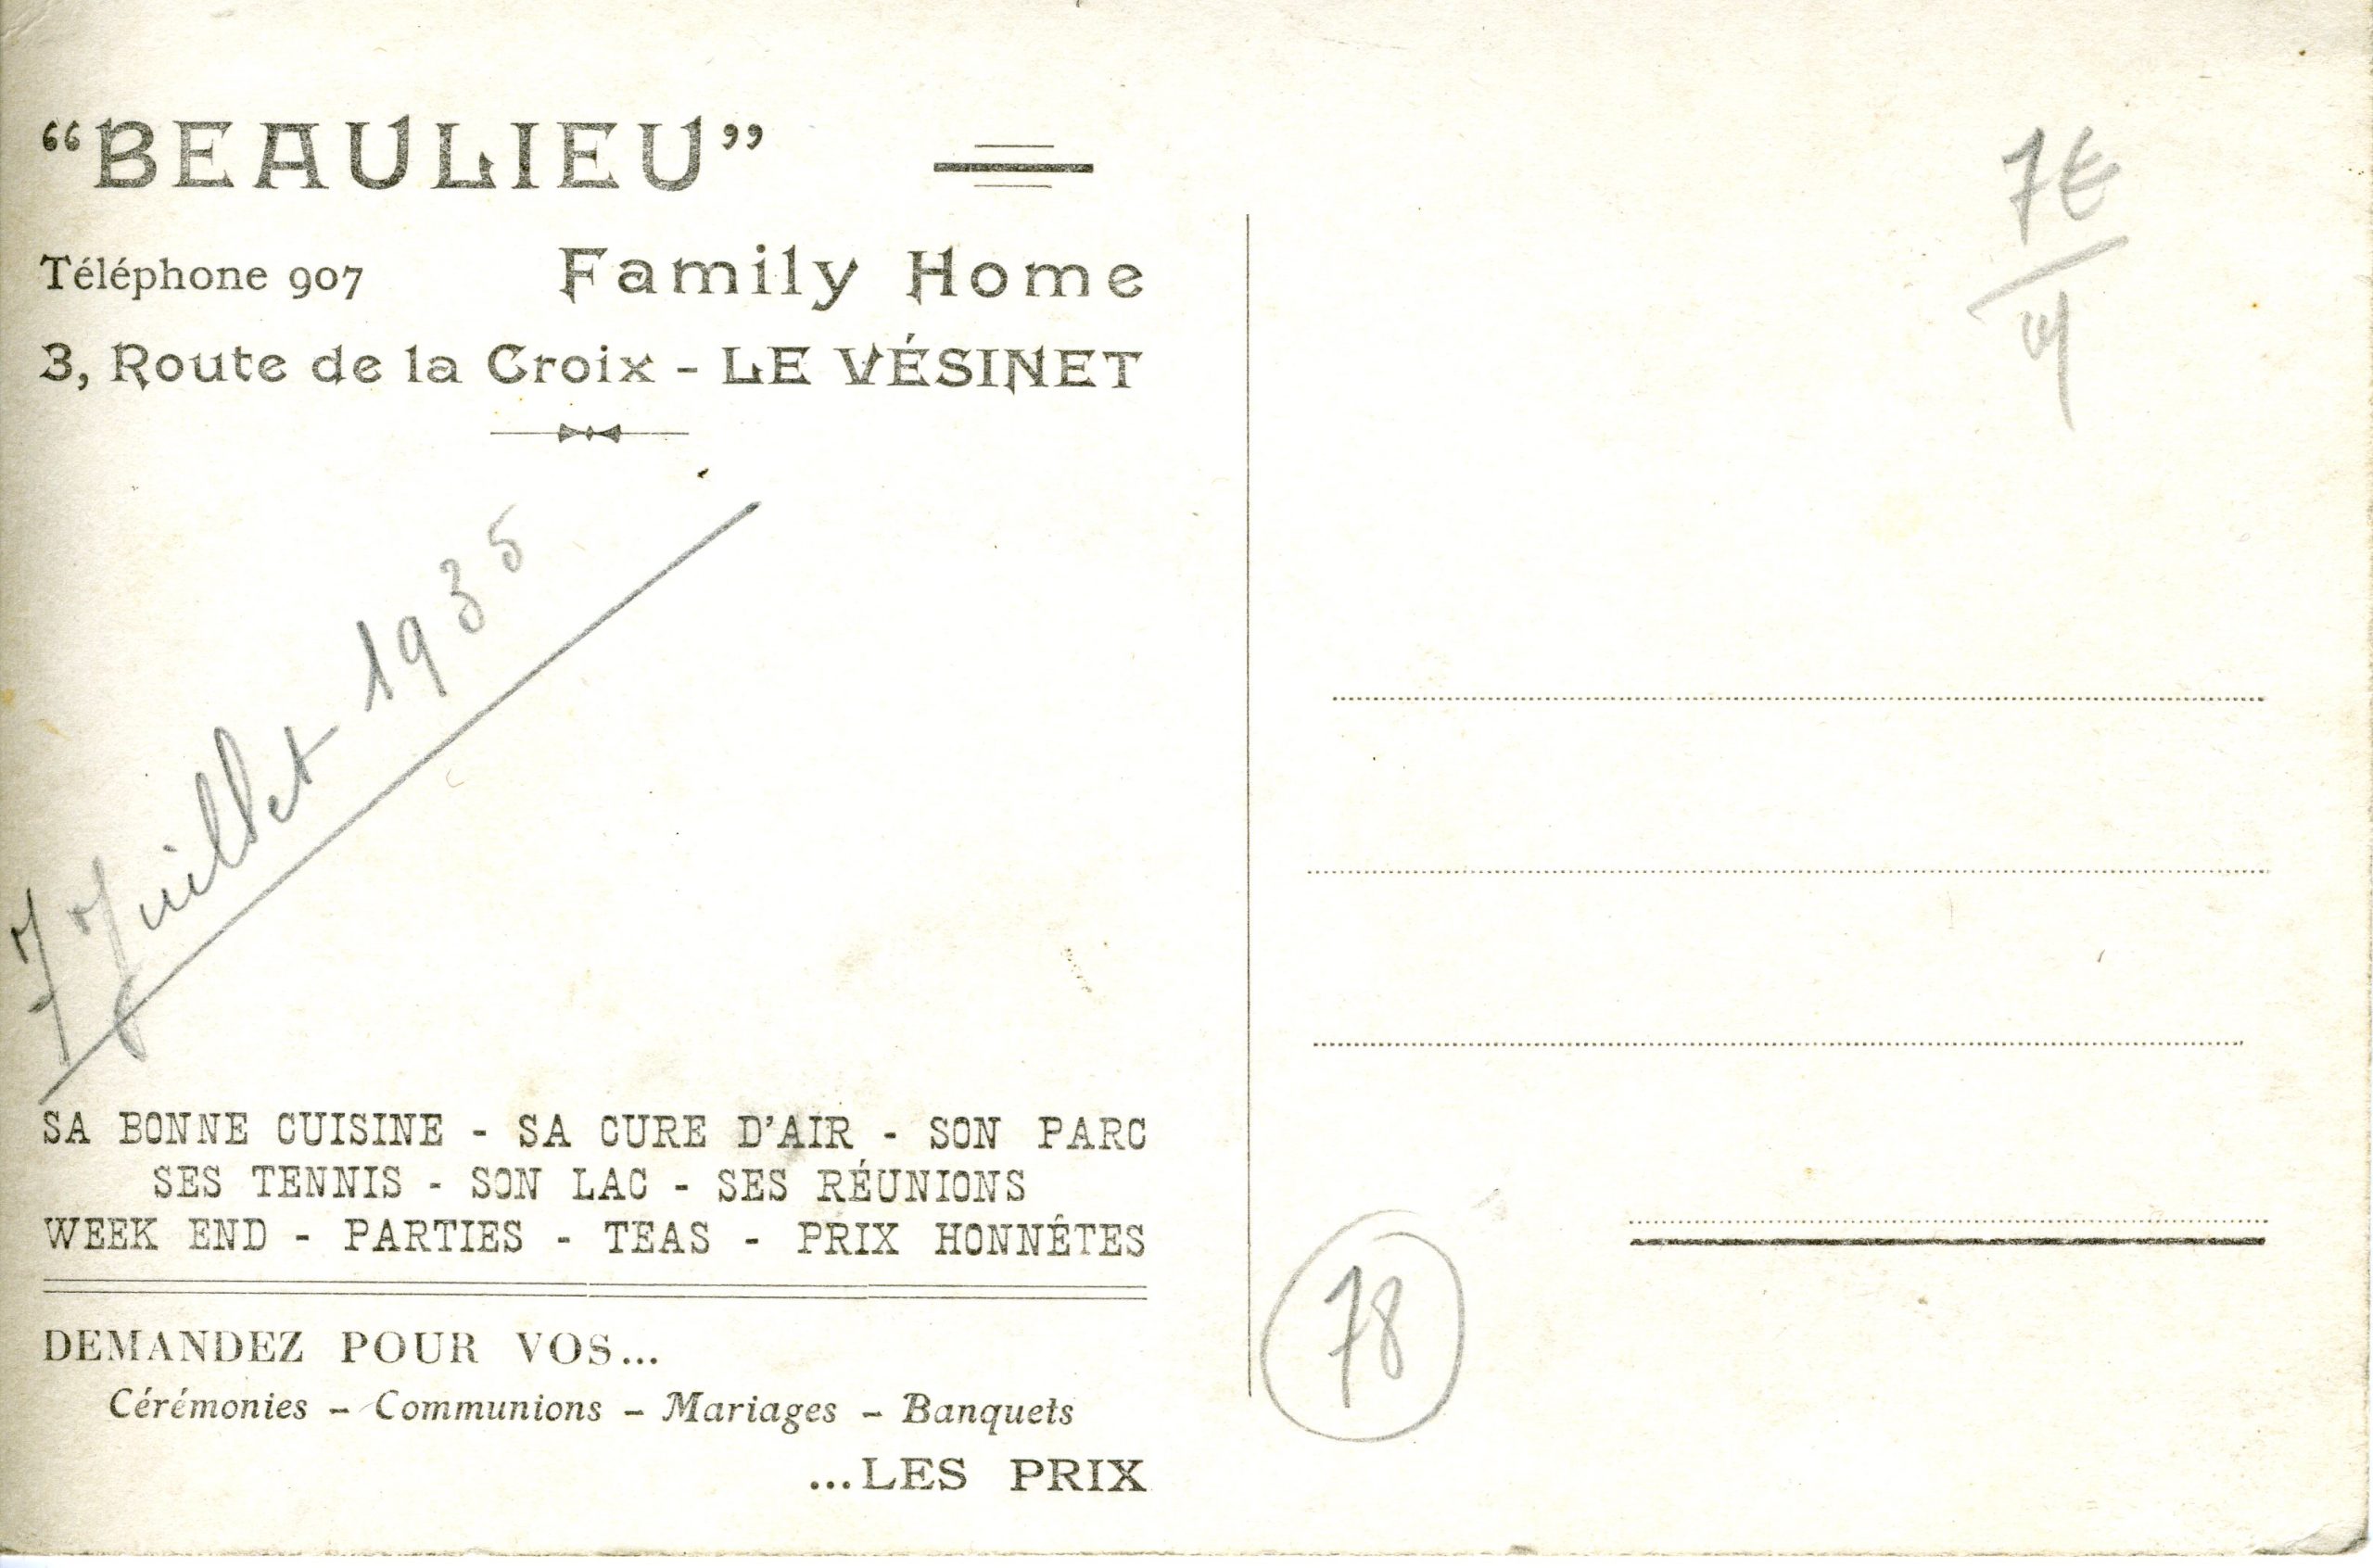 “BEAULIEU”
Téléphone 907 Family Home
3, Route de la Croix - LE VÉSINET
7 Juillet 1935
SA BONNE CUISINE - SA CURE D’AIR - SON PARC
SES TENNIS - SON LAC - SES RÉUNIONS
WEEK END - PARTIES - TEAS - PRIX HONNÊTES
DEMANDEZ POUR VOS...
Cérémonies - Communions - Mariages - Banquets
...LES PRIX
7€
78